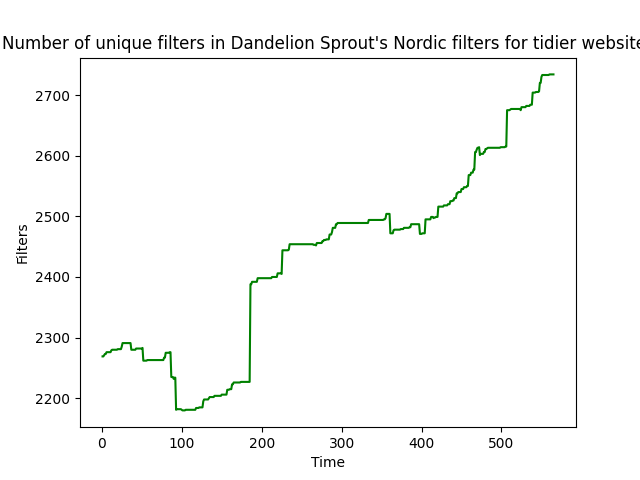 Number of unique filters in Dandelion Sprout's Nordic filters for tidier website
Filters
2700
2600
2500
2400
2300
2200
0 100 200 300 400 500
Time